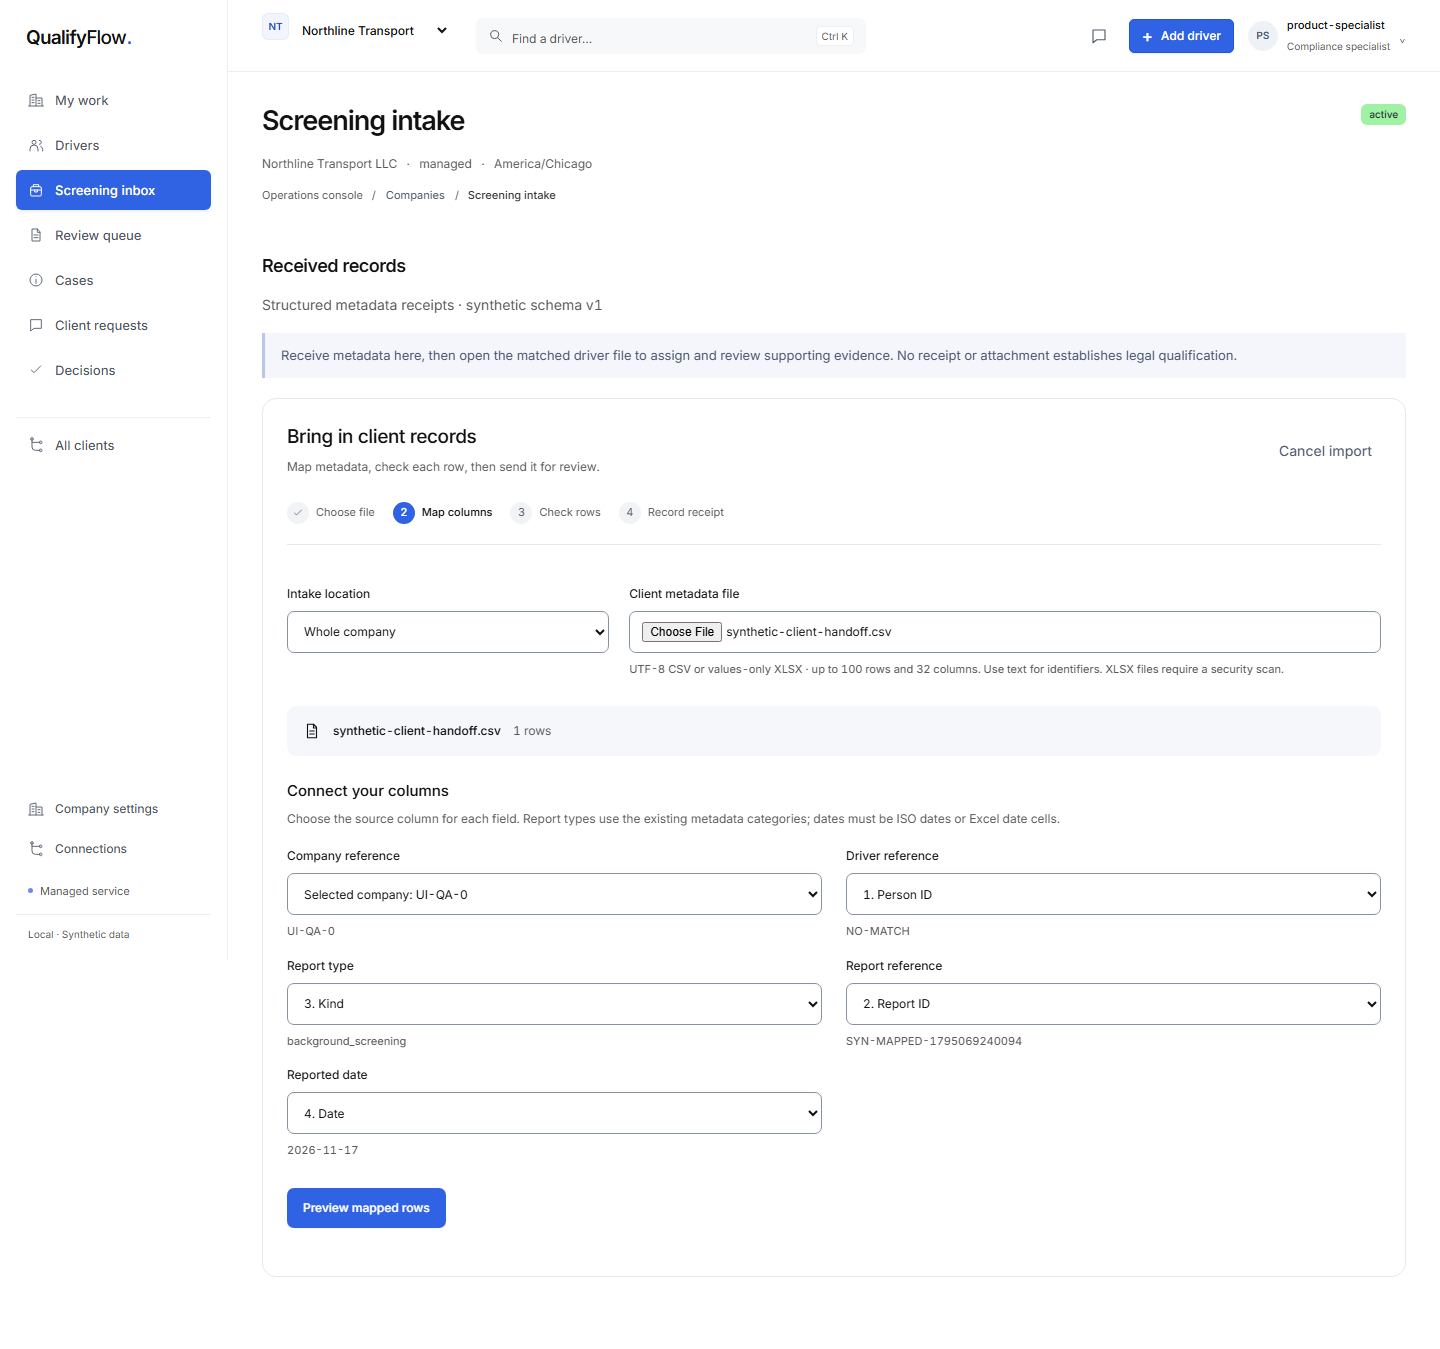 QualifyFlow.
My work
Drivers
Screening inbox
Review queue
Cases
Client requests
Decisions
All clients
Company settings
Connections
Managed service
Local · Synthetic data
NT
Northline Transport
Find a driver...
Ctrl K
+ Add driver
PS
product-specialist
Compliance specialist
Screening intake
active
Northline Transport LLC · managed · America/Chicago
Operations console / Companies / Screening intake
Received records
Structured metadata receipts · synthetic schema v1
Receive metadata here, then open the matched driver file to assign and review supporting evidence. No receipt or attachment establishes legal qualification.
Bring in client records
Map metadata, check each row, then send it for review.
Cancel import
Choose file
2 Map columns
3 Check rows
4 Record receipt
Intake location
Whole company
Client metadata file
Choose File synthetic-client-handoff.csv
UTF-8 CSV or values-only XLSX · up to 100 rows and 32 columns. Use text for identifiers. XLSX files require a security scan.
synthetic-client-handoff.csv 1 rows
Connect your columns
Choose the source column for each field. Report types use the existing metadata categories; dates must be ISO dates or Excel date cells.
Company reference
Selected company: UI-QA-0
UI-QA-0
Driver reference
1. Person ID
NO-MATCH
Report type
3. Kind
background_screening
Report reference
2. Report ID
SYN-MAPPED-1795069240094
Reported date
4. Date
2026-11-17
Preview mapped rows